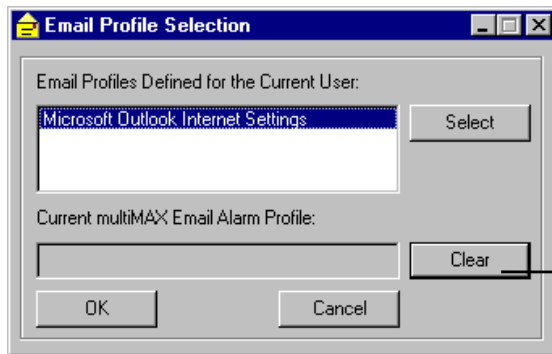 Email Profile Selection
Email Profiles Defined for the Current User:
Microsoft Outlook Internet Settings
Select
Current multiMAX Email Alarm Profile:
Clear
OK
Cancel